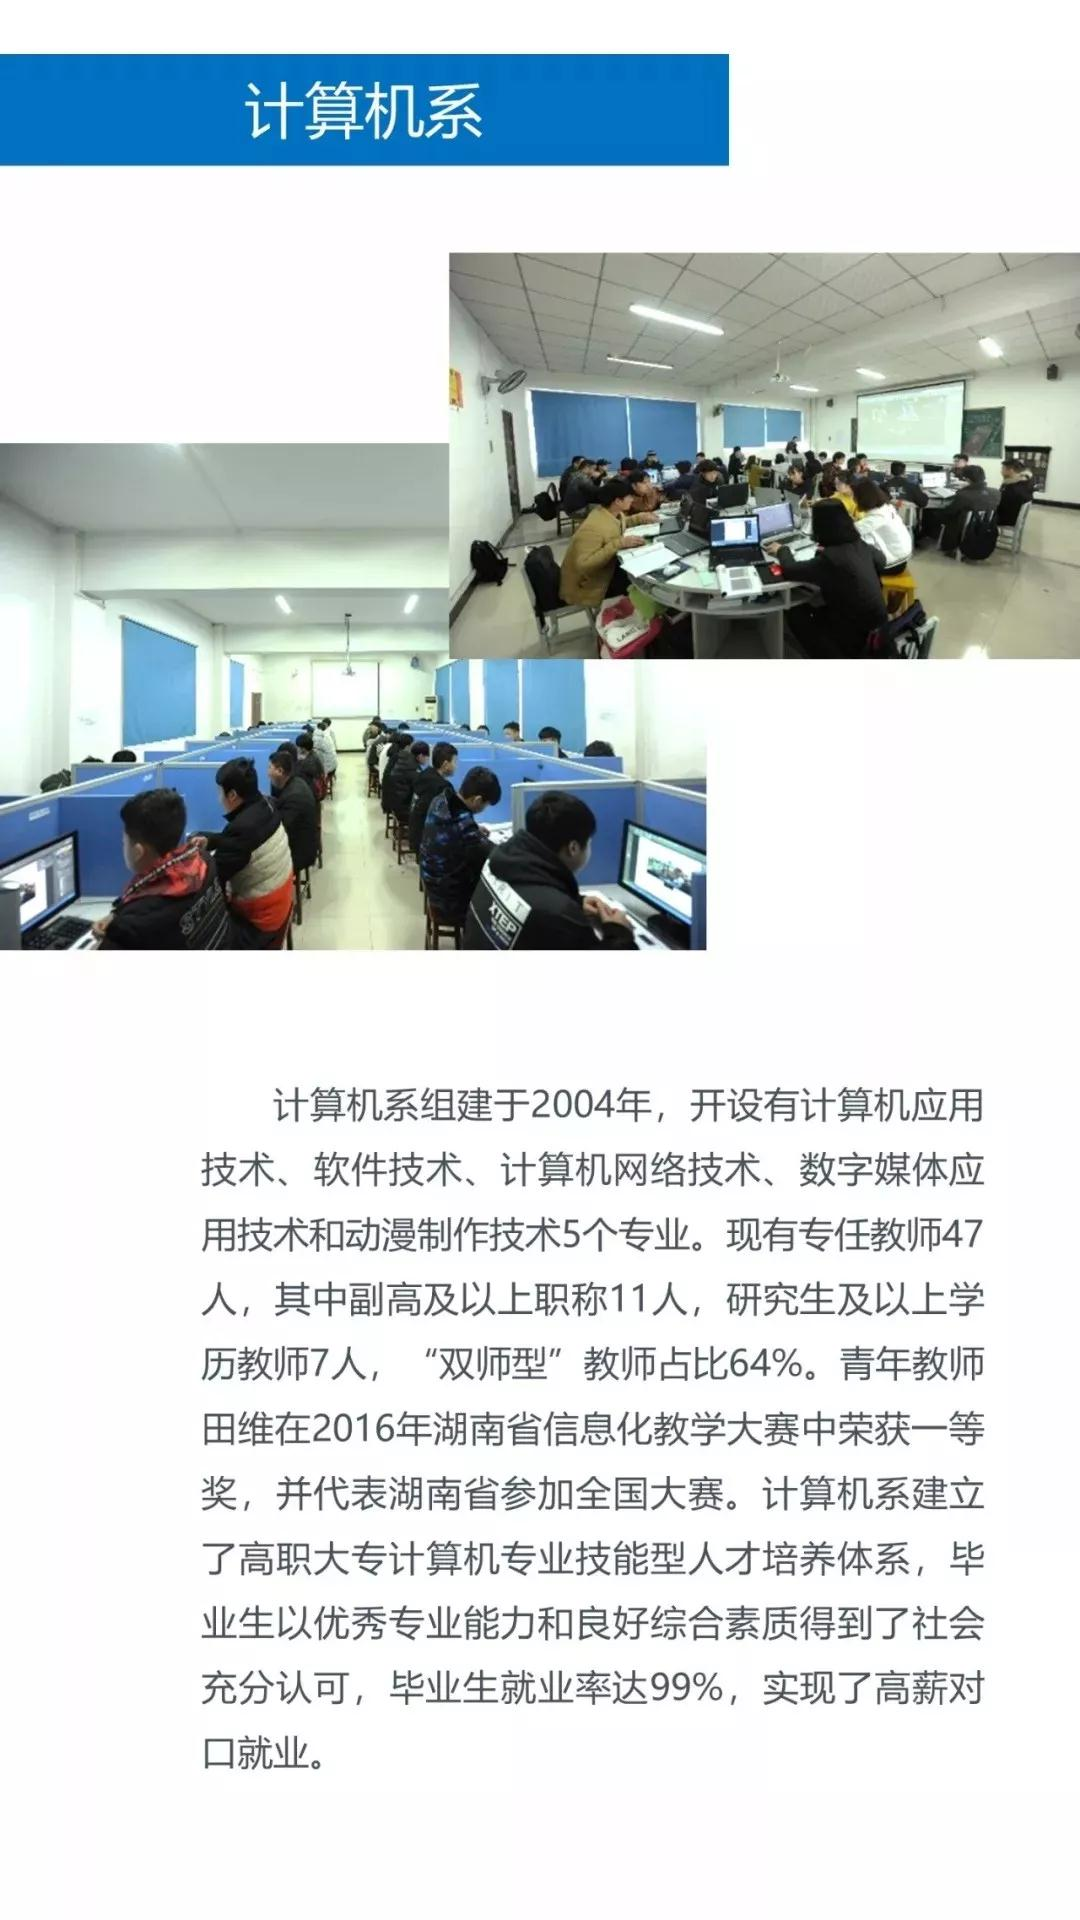 计算机系
STYLE
XTEP
计算机系组建于2004年，开设有计算机应用
技术、软件技术、计算机网络技术、数字媒体应
用技术和动漫制作技术5个专业。现有专任教师47
人，其中副高及以上职称11人，研究生及以上学
历教师7人，“双师型”教师占比64%。青年教师
田维在2016年湖南省信息化教学大赛中荣获一等
奖，并代表湖南省参加全国大赛。计算机系建立
了高职大专计算机专业技能型人才培养体系，毕
业生以优秀专业能力和良好综合素质得到了社会
充分认可，毕业生就业率达99%，实现了高薪对
口就业。